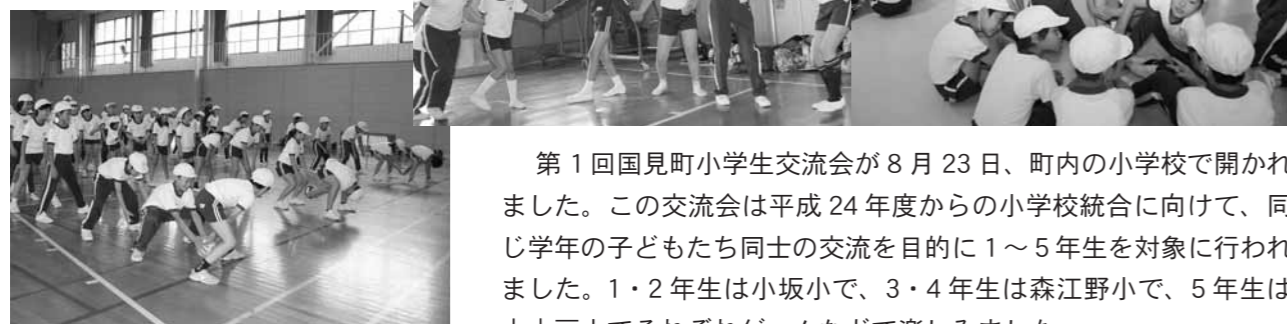 第１回国見町小学生交流会が８月 23 日、町内の小学校で開かれ
ました。この交流会は平成 24 年度からの小学校統合に向けて、同
じ学年の子どもたち同士の交流を目的に１～５年生を対象に行われ
ました。1・2 年生は小坂小で、3・4 年生は森江野小で、５年生は